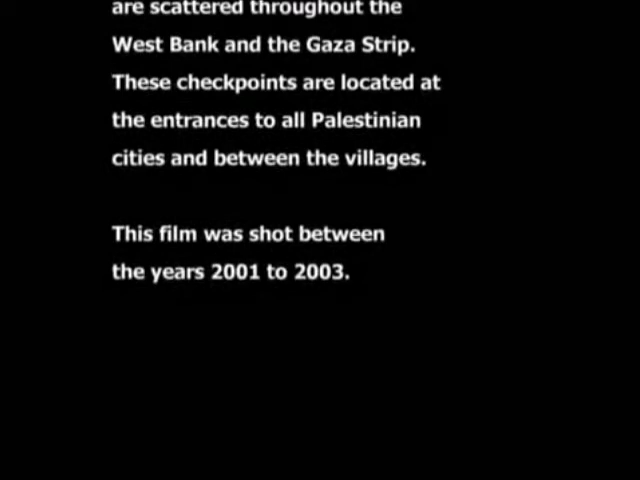 are scattered throughout the
West Bank and the Gaza Strip.
These checkpoints are located at
the entrances to all Palestinian
cities and between the villages.
This film was shot between
the years 2001 to 2003.